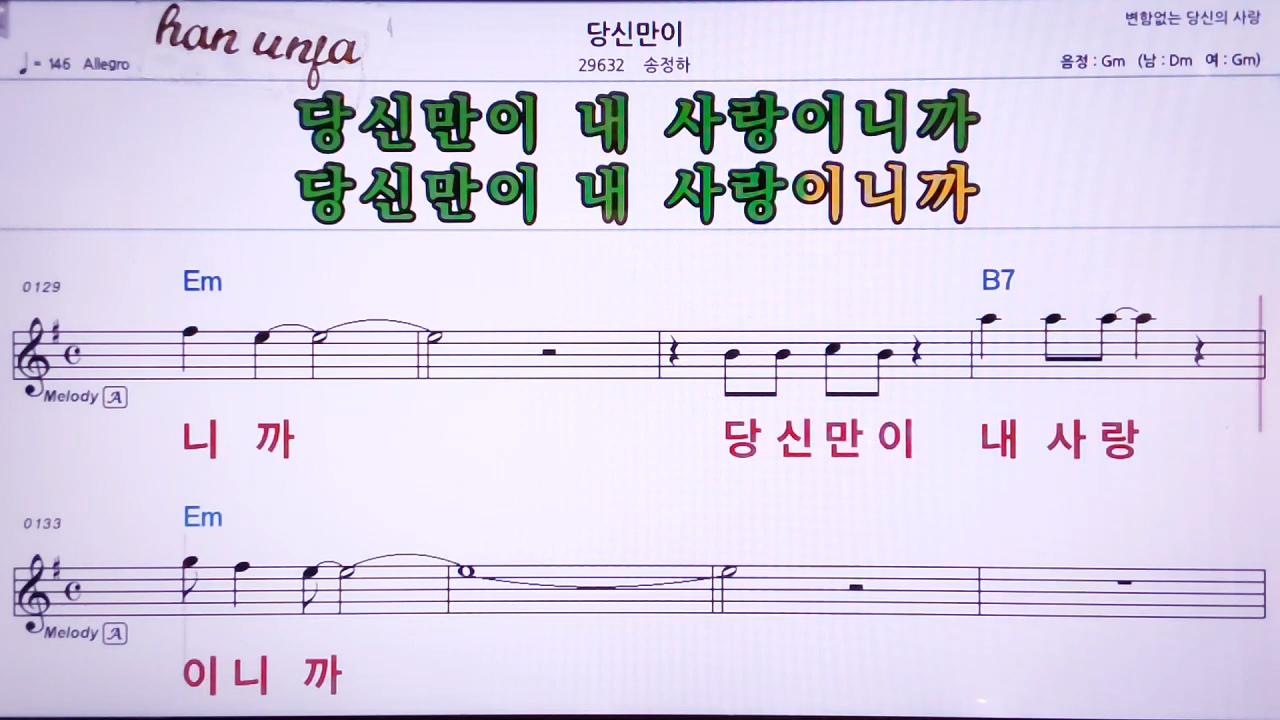 han unja
당신만이
변함없는 당신의 사랑
♩= 146 Allegro
29632 송정하
음정 : Gm (남 : Dm 여 : Gm)
당신만이 내 사랑이니까
당신만이 내 사랑이니까
0129
Em
B7
Melody A
니 까 당 신 만 이 내 사 랑
0133
Em
Melody A
이 니 까